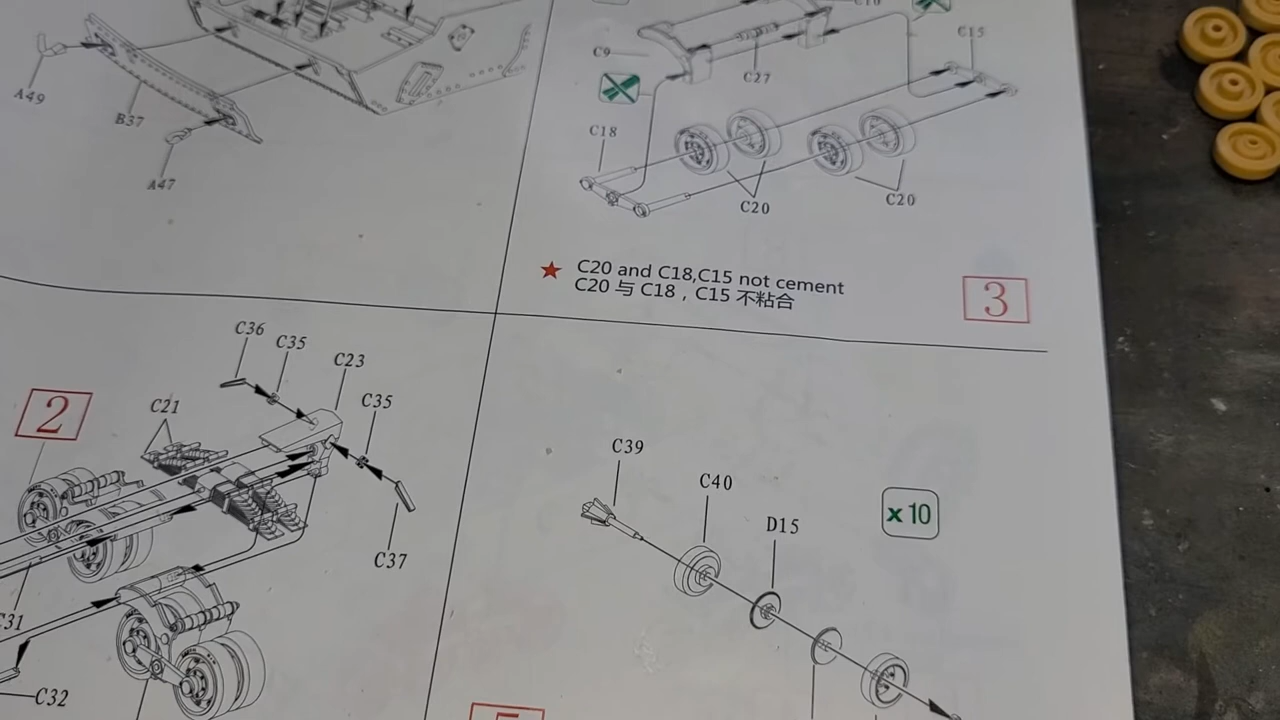 A49
B37
A47
C9
C27
C15
C18
C20
C20
★ C20 and C18,C15 not cement
C20 与 C18，C15 不粘合
3
2
C36
C35
C23
C21
C35
C37
C31
C32
C39
C40
D15
x10